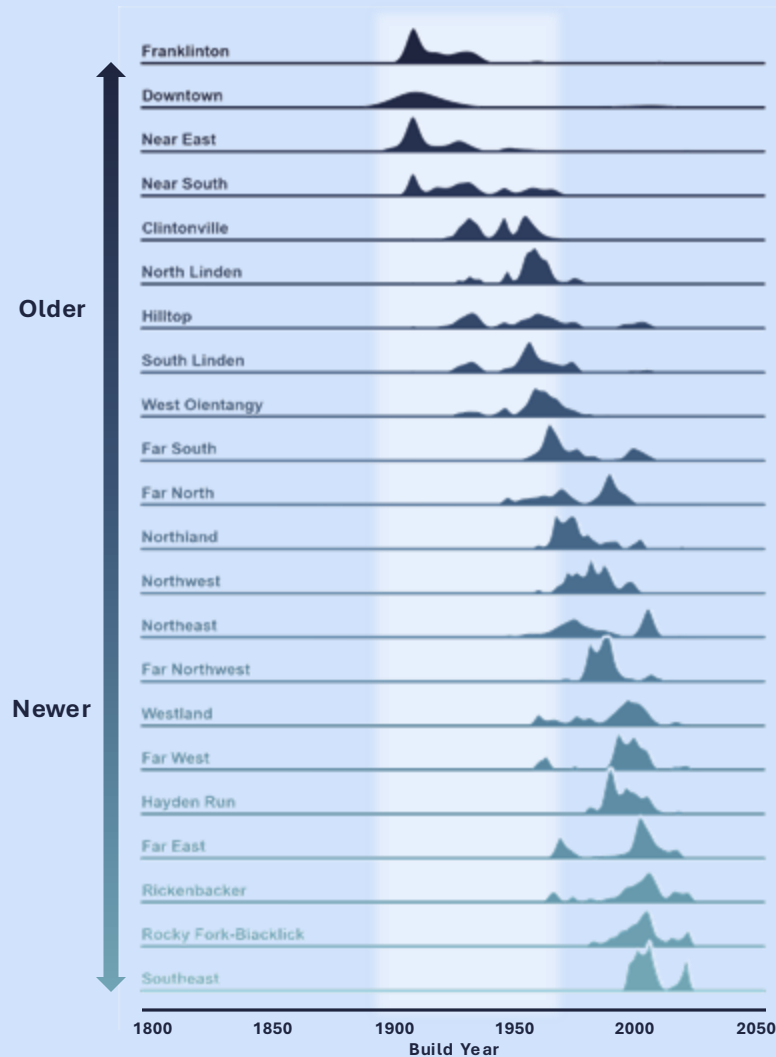 Franklinton
Downtown
Near East
Near South
Clintonville
North Linden
Older
Hilltop
South Linden
West Olentangy
Far South
Far North
Northland
Northwest
Northeast
Far Northwest
Newer
Westland
Far West
Hayden Run
Far East
Rickenbacker
Rocky Fork-Blacklick
Southeast
1800 1850 1900 1950 2000 2050
Build Year